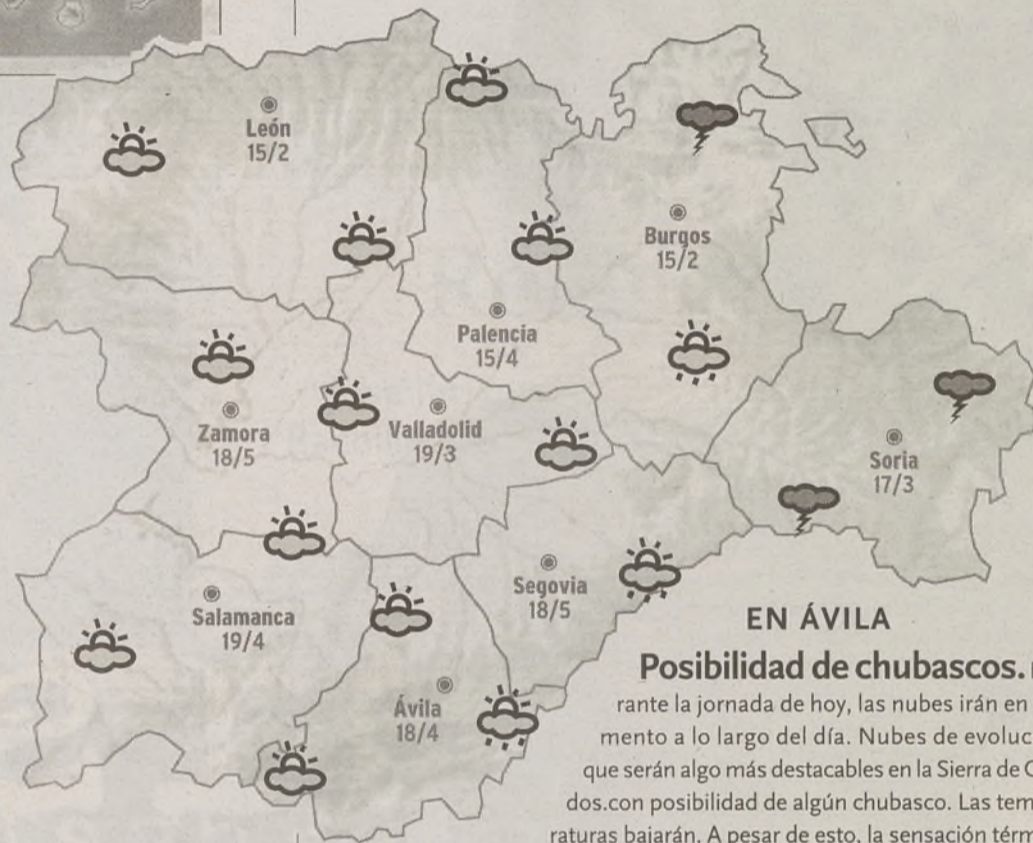 León
15/2
Burgos
15/2
Palencia
15/4
Zamora
18/5
Valladolid
19/3
Soria
17/3
Segovia
18/5
Salamanca
19/4
Ávila
18/4
EN ÁVILA
Posibilidad de chubascos.
rante la jornada de hoy, las nubes irán en
mento a lo largo del día. Nubes de evoluc
que serán algo más destacables en la Sierra de
dos.con posibilidad de algún chubasco. Las tem
raturas bajarán. A pesar de esto, la sensación térm